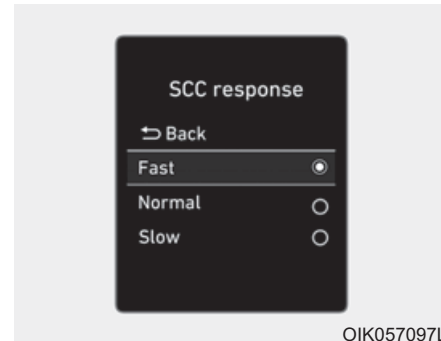 SCC response
Back
Fast
Normal
Slow
OIK057097L